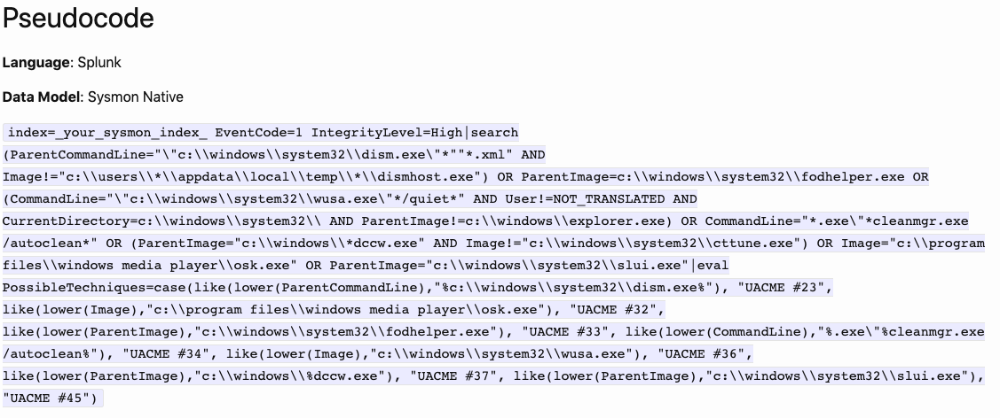 Pseudocode
Language: Splunk
Data Model: Sysmon Native
index=_your_sysmon_index_ EventCode=1 IntegrityLevel=High|search
(ParentCommandLine="\"c:\\windows\\system32\\dism.exe\"*""*.xml" AND
Image!="c:\\users\\*\\appdata\\local\\temp\\*\\dismhost.exe") OR ParentImage=c:\\windows\\system32\\fodhelper.exe OR
(CommandLine="\"c:\\windows\\system32\\wusa.exe\"*/quiet*" AND User!=NOT_TRANSLATED AND
CurrentDirectory=c:\\windows\\system32\\ AND ParentImage!=c:\\windows\\explorer.exe) OR CommandLine="*.exe\"*cleanmgr.exe
/autoclean*" OR (ParentImage="c:\\windows\\*dccw.exe" AND Image!="c:\\windows\\system32\\cttune.exe") OR Image="c:\\program
files\\windows media player\\osk.exe" OR ParentImage="c:\\windows\\system32\\slui.exe"|eval
PossibleTechniques=case(like(lower(ParentCommandLine),"%c:\\windows\\system32\\dism.exe%"), "UACME #23",
like(lower(Image),"c:\\program files\\windows media player\\osk.exe"), "UACME #32",
like(lower(ParentImage),"c:\\windows\\system32\\fodhelper.exe"), "UACME #33", like(lower(CommandLine),"%.exe\"%cleanmgr.exe
/autoclean%"), "UACME #34", like(lower(Image),"c:\\windows\\system32\\wusa.exe"), "UACME #36",
like(lower(ParentImage),"c:\\windows\\%dccw.exe"), "UACME #37", like(lower(ParentImage),"c:\\windows\\system32\\slui.exe"),
"UACME #45")